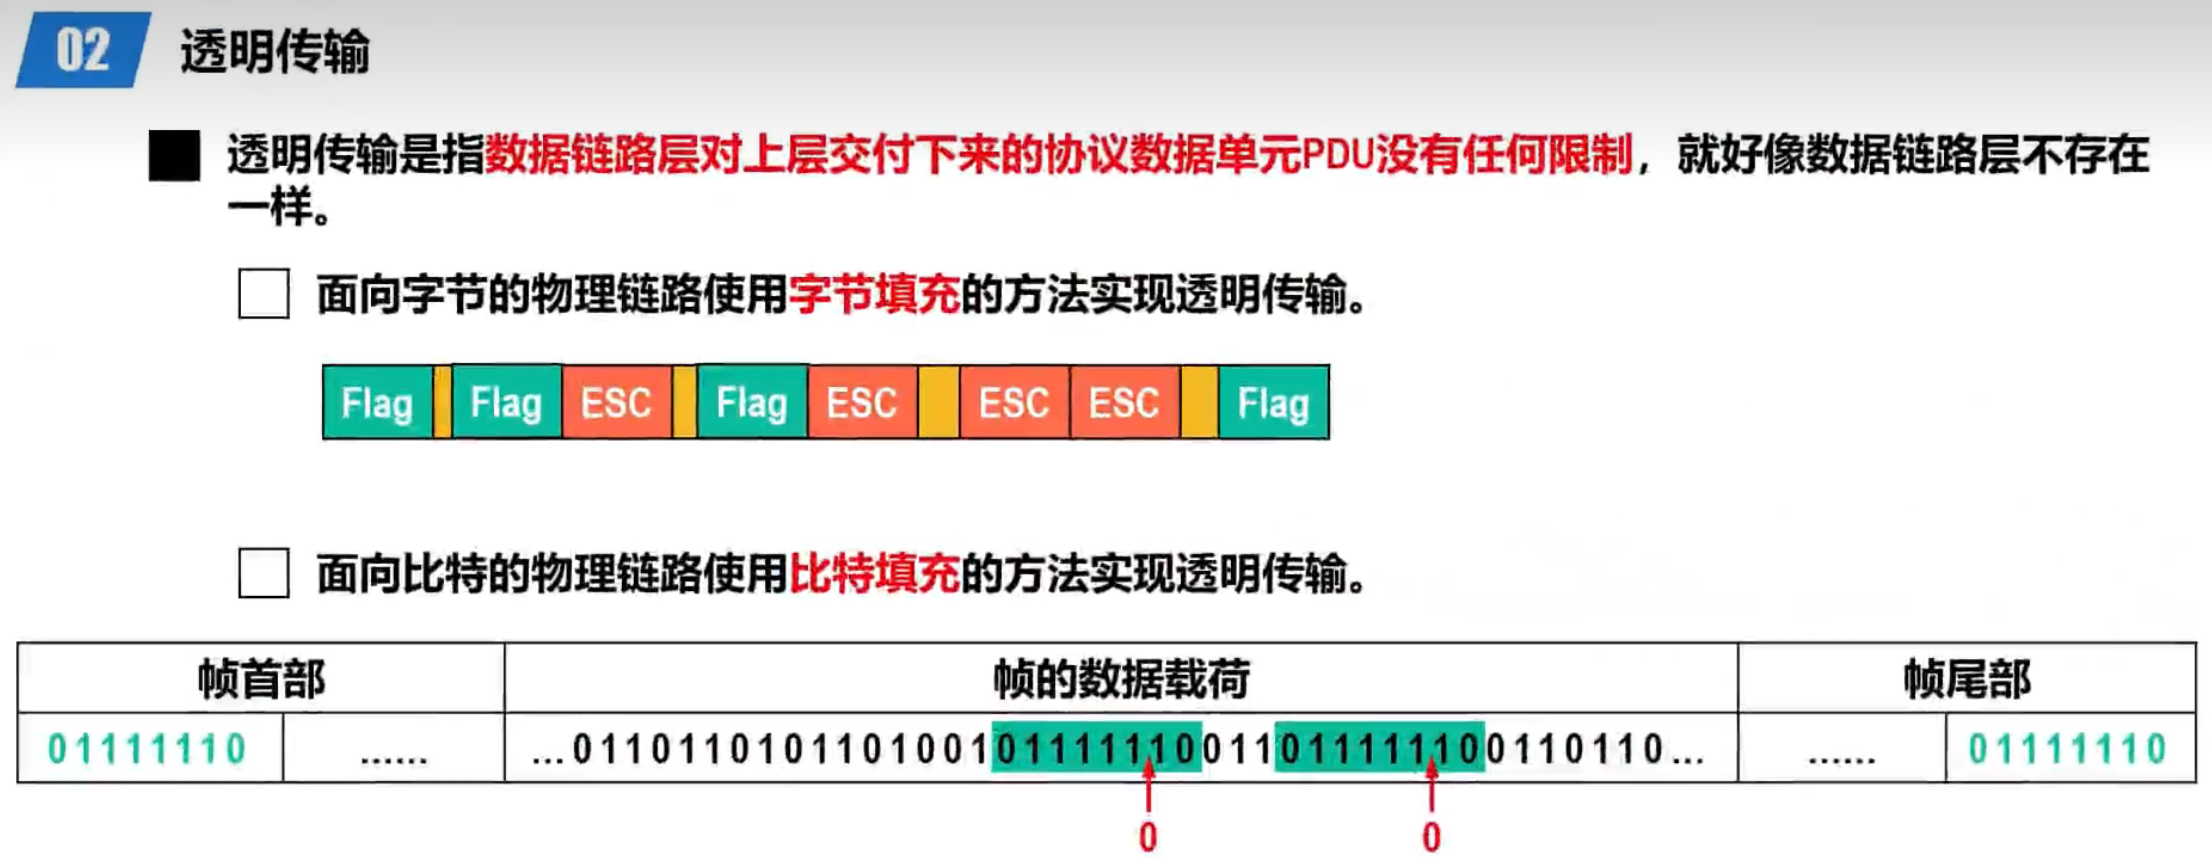 02 透明传输
透明传输是指数据链路层对上层交付下来的协议数据单元PDU没有任何限制，就好像数据链路层不存在
一样。
面向字节的物理链路使用字节填充的方法实现透明传输。
Flag Flag ESC Flag ESC ESC ESC Flag
面向比特的物理链路使用比特填充的方法实现透明传输。
帧首部 帧的数据载荷 帧尾部
01111110 ...... ...011011010110100101111110011011111100110110... ...... 01111110
0 0